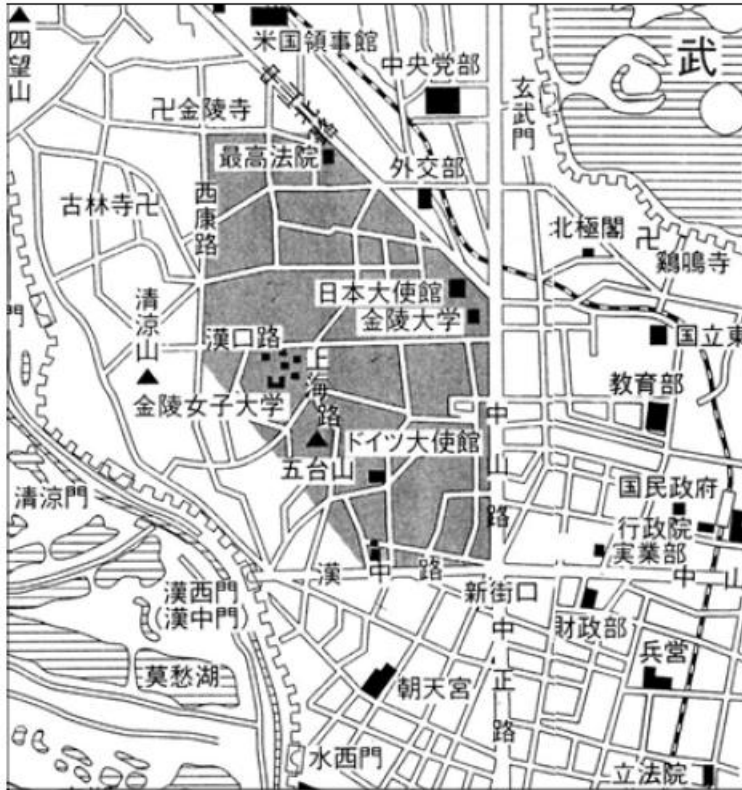 四望山
米国領事館
武
中央党部
中山北路
玄武門
卍金陵寺
最高法院
外交部
西康路
古林寺卍
北極閣
卍
鷄鳴寺
日本大使館
清涼山
門
金陵大学
漢口路
国立東
上海路
教育部
金陵女子大学
中山路
ドイツ大使館
五台山
国民政府
清涼門
行政院
実業部
漢中路
中山
漢西門
(漢中門)
新街口
財政部
中正路
兵営
莫愁湖
朝天宮
水西門
立法院